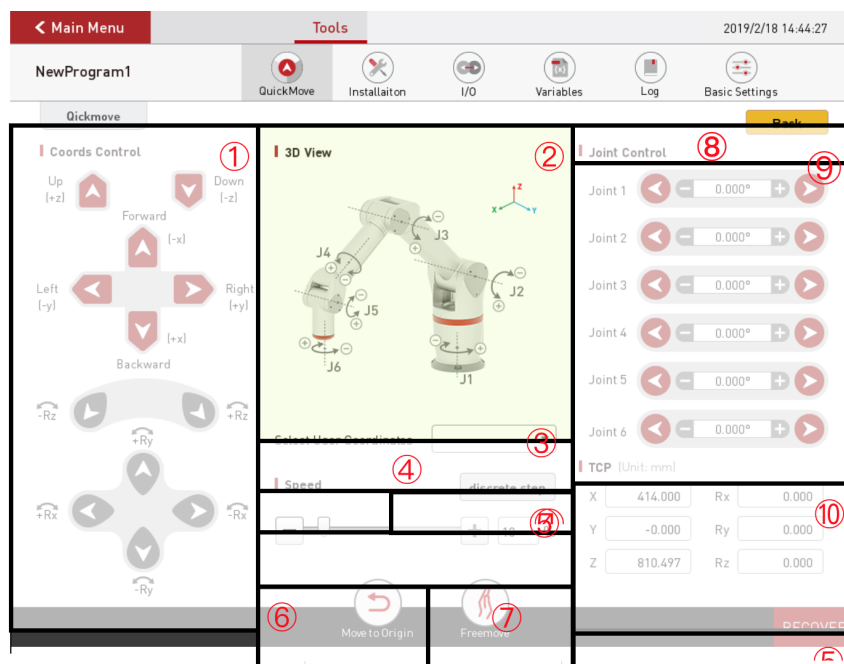 Main Menu
Tools
2019/2/18 14:44:27
NewProgram1
QuickMove
Installaiton
I/O
Variables
Log
Basic Settings
Qickmove
Back
Coords Control
①
Up
[+z]
Down
[-z]
Forward
[-x]
Left
[-y]
Right
[+y]
[+x]
Backward
-Rz
+Rz
+Ry
+Rx
-Rx
-Ry
3D View
②
Z
X
Y
J3
J4
J2
J5
J6
J1
Select User Coordinates
③
④
Speed
discrete step
10
⑥
Move to Origin
⑦
Freemove
Joint Control
⑧
⑨
Joint 1
0.000°
Joint 2
0.000°
Joint 3
0.000°
Joint 4
0.000°
Joint 5
0.000°
Joint 6
0.000°
TCP [Unit: mm]
X 414.000 Rx 0.000
⑩
Y -0.000 Ry 0.000
Z 810.497 Rz 0.000
RECOVER
⑤